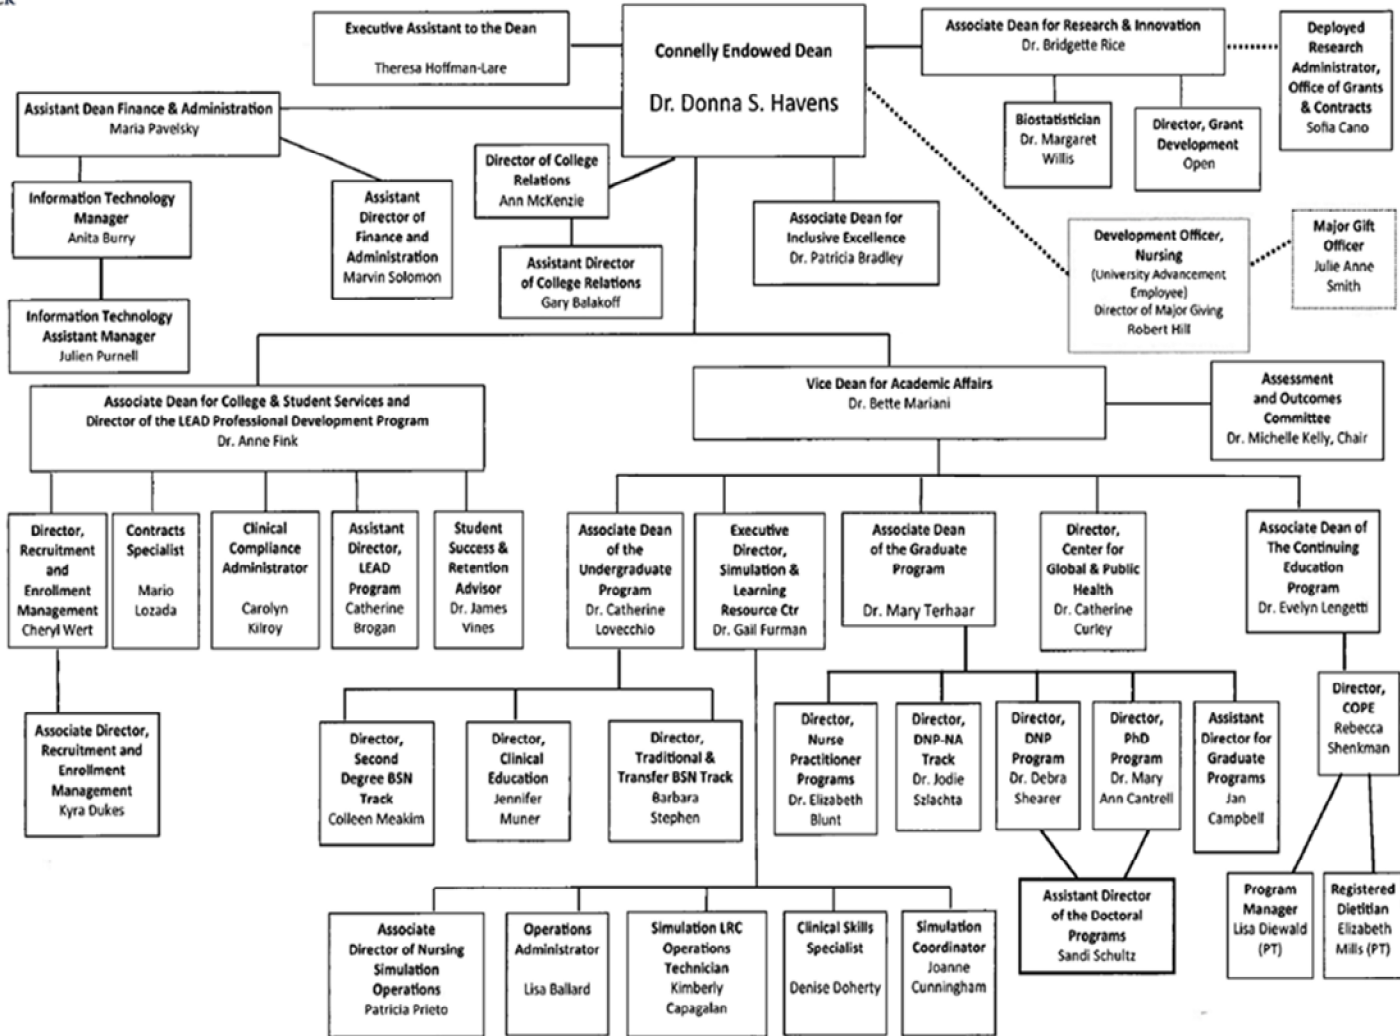 Executive Assistant to the Dean
Theresa Hoffman-Lare
Connelly Endowed Dean
Dr. Donna S. Havens
Associate Dean for Research & Innovation
Dr. Bridgette Rice
Deployed
Research
Administrator,
Office of Grants
& Contracts
Sofia Cano
Assistant Dean Finance & Administration
Maria Pavelsky
Biostatistician
Dr. Margaret
Willis
Director, Grant
Development
Open
Director of College
Relations
Ann McKenzie
Information Technology
Manager
Anita Burry
Assistant
Director of
Finance and
Administration
Marvin Solomon
Assistant Director
of College Relations
Gary Balakoff
Associate Dean for
Inclusive Excellence
Dr. Patricia Bradley
Development Officer,
Nursing
(University Advancement
Employee)
Director of Major Giving
Robert Hill
Major Gift
Officer
Julie Anne
Smith
Information Technology
Assistant Manager
Julien Purnell
Associate Dean for College & Student Services and
Director of the LEAD Professional Development Program
Dr. Anne Fink
Vice Dean for Academic Affairs
Dr. Bette Mariani
Assessment
and Outcomes
Committee
Dr. Michelle Kelly, Chair
Director,
Recruitment
and
Enrollment
Management
Cheryl Wert
Contracts
Specialist
Mario
Lozada
Clinical
Compliance
Administrator
Carolyn
Kilroy
Assistant
Director,
LEAD
Program
Catherine
Brogan
Student
Success &
Retention
Advisor
Dr. James
Vines
Associate Dean
of the
Undergraduate
Program
Dr. Catherine
Lovecchio
Executive
Director,
Simulation &
Learning
Resource Ctr
Dr. Gail Furman
Associate Dean
of the Graduate
Program
Dr. Mary Terhaar
Director,
Center for
Global & Public
Health
Dr. Catherine
Curley
Associate Dean of
The Continuing
Education
Program
Dr. Evelyn Lengetti
Associate Director,
Recruitment and
Enrollment
Management
Kyra Dukes
Director,
Second
Degree BSN
Track
Colleen Meakim
Director,
Clinical
Education
Jennifer
Muner
Director,
Traditional &
Transfer BSN Track
Barbara
Stephen
Director,
Nurse
Practitioner
Programs
Dr. Elizabeth
Blunt
Director,
DNP-NA
Track
Dr. Jodie
Szlachta
Director,
DNP
Program
Dr. Debra
Shearer
Director,
PhD
Program
Dr. Mary
Ann Cantrell
Assistant
Director for
Graduate
Programs
Jan
Campbell
Director,
COPE
Rebecca
Shenkman
Assistant Director
of the Doctoral
Programs
Sandi Schultz
Program
Manager
Lisa Diewald
(PT)
Registered
Dietitian
Elizabeth
Mills (PT)
Associate
Director of Nursing
Simulation
Operations
Patricia Prieto
Operations
Administrator
Lisa Ballard
Simulation LRC
Operations
Technician
Kimberly
Capagalan
Clinical Skills
Specialist
Denise Doherty
Simulation
Coordinator
Joanne
Cunningham